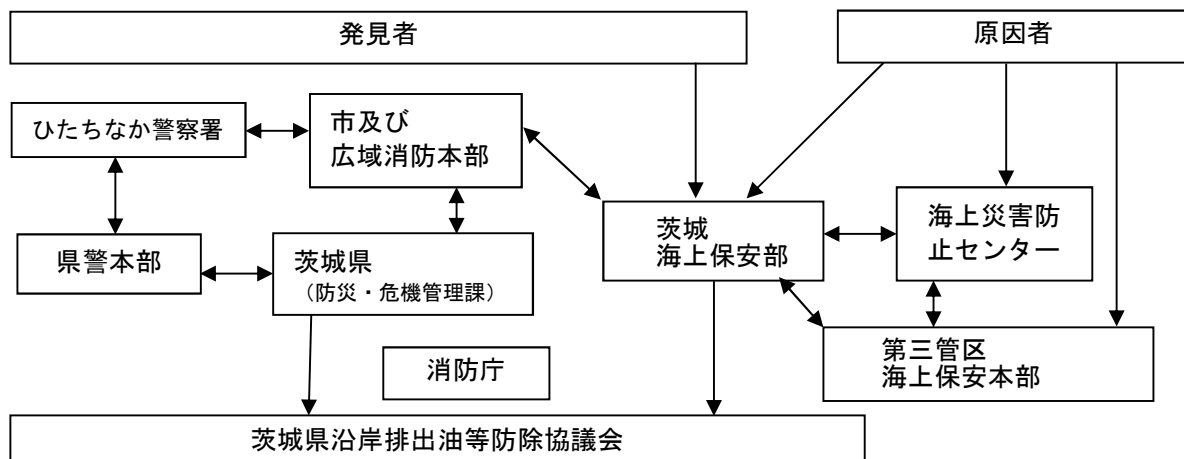 発見者
原因者
ひたちなか警察署
市及び
広域消防本部
茨城
海上保安部
海上災害防
止センター
県警本部
茨城県
（防災・危機管理課）
第三管区
海上保安本部
消防庁
茨城県沿岸排出油等防除協議会